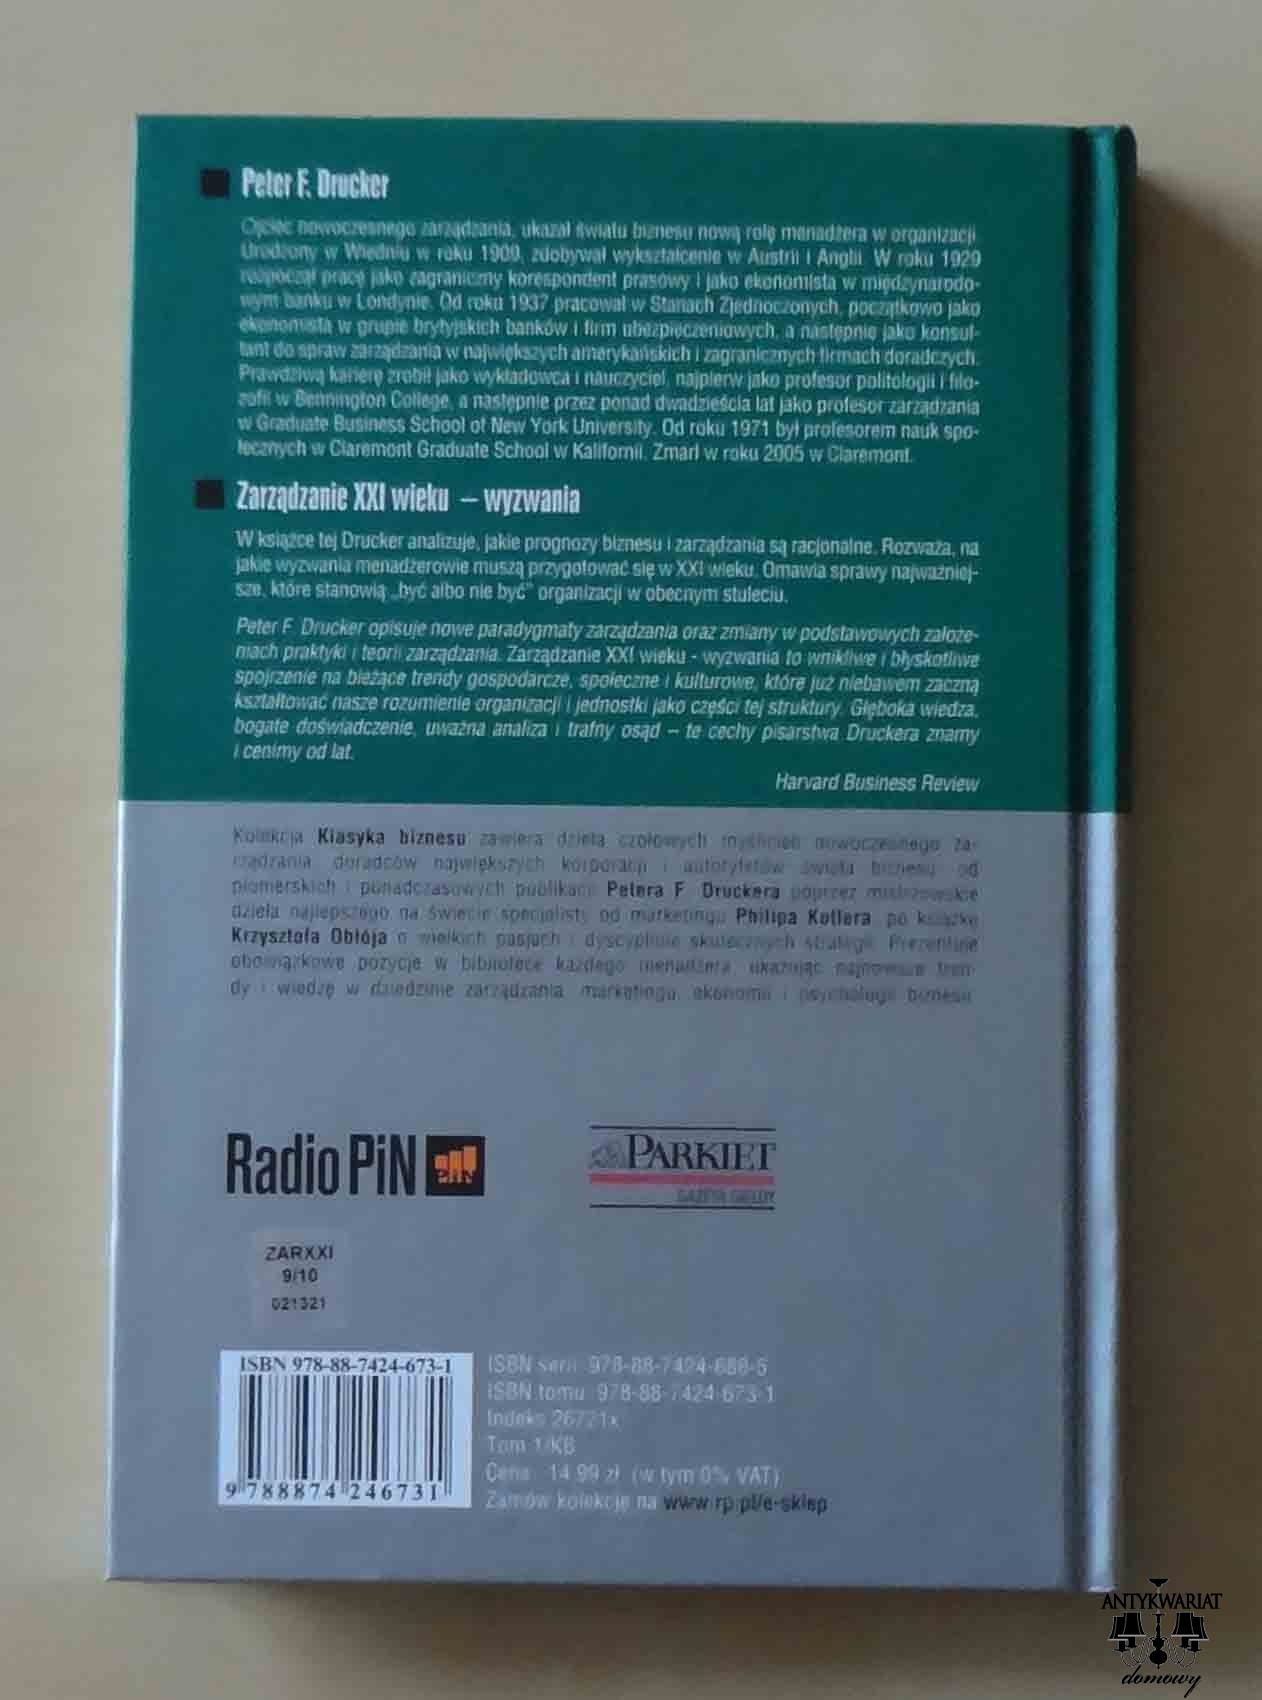 Peter F. Drucker
Ojciec nowoczesnego zarządzania, ukazał światu biznesu nową rolę menadżera w organizacji.
Urodzony w Wiedniu w roku 1909, zdobywał wykształcenie w Austrii i Anglii. W roku 1929
rozpoczął pracę jako zagraniczny korespondent prasowy i jako ekonomista w międzynarodo-
wym banku w Londynie. Od roku 1937 pracował w Stanach Zjednoczonych, początkowo jako
ekonomista w grupie brytyjskich banków i firm ubezpieczeniowych, a następnie jako konsul-
tant do spraw zarządzania w największych amerykańskich i zagranicznych firmach doradczych.
Prawdziwą karierę zrobił jako wykładowca i nauczyciel, najpierw jako profesor politologii i filo-
zofii w Bennington College, a następnie przez ponad dwadzieścia lat jako profesor zarządzania
w Graduate Business School of New York University. Od roku 1971 był profesorem nauk spo-
łecznych w Claremont Graduate School w Kalifornii. Zmarł w roku 2005 w Claremont.
Zarządzanie XXI wieku – wyzwania
W książce tej Drucker analizuje, jakie prognozy biznesu i zarządzania są racjonalne. Rozważa, na
jakie wyzwania menadżerowie muszą przygotować się w XXI wieku. Omawia sprawy najważniej-
sze, które stanowią „być albo nie być” organizacji w obecnym stuleciu.
Peter F. Drucker opisuje nowe paradygmaty zarządzania oraz zmiany w podstawowych założe-
niach praktyki i teorii zarządzania. Zarządzanie XXI wieku - wyzwania to wnikliwe i błyskotliwe
spojrzenie na bieżące trendy gospodarcze, społeczne i kulturowe, które już niebawem zaczną
kształtować nasze rozumienie organizacji i jednostki jako części tej struktury. Głęboka wiedza,
bogate doświadczenie, uważna analiza i trafny osąd – te cechy pisarstwa Druckera znamy
i cenimy od lat.
Harvard Business Review
Kolekcja Klasyka biznesu zawiera dzieła czołowych myślicieli nowoczesnego za-
rządzania, doradców największych korporacji i autorytetów świata biznesu: od
pionierskich i ponadczasowych publikacji Petera F. Druckera poprzez mistrzowskie
dzieła najlepszego na świecie specjalisty od marketingu Philipa Kotlera, po książkę
Krzysztofa Obłója o wielkich pasjach i dyscyplinie skutecznych strategii. Prezentuje
obowiązkowe pozycje w bibliotece każdego menadżera, ukazując najnowsze tren-
dy i wiedzę w dziedzinie zarządzania, marketingu, ekonomii i psychologii biznesu.
Radio PiN PiN
PARKIET
GAZETA GIEŁDY
ZARXXI
9/10
021321
ISBN 978-88-7424-673-1
9 788874 246731
ISBN serii: 978-88-7424-688-5
ISBN tomu: 978-88-7424-673-1
Indeks 26721x
Tom 1/KB
Cena: 14,99 zł (w tym 0% VAT)
Zamów kolekcję na www.rp.pl/e-sklep
ANTYKWARIAT
domowy